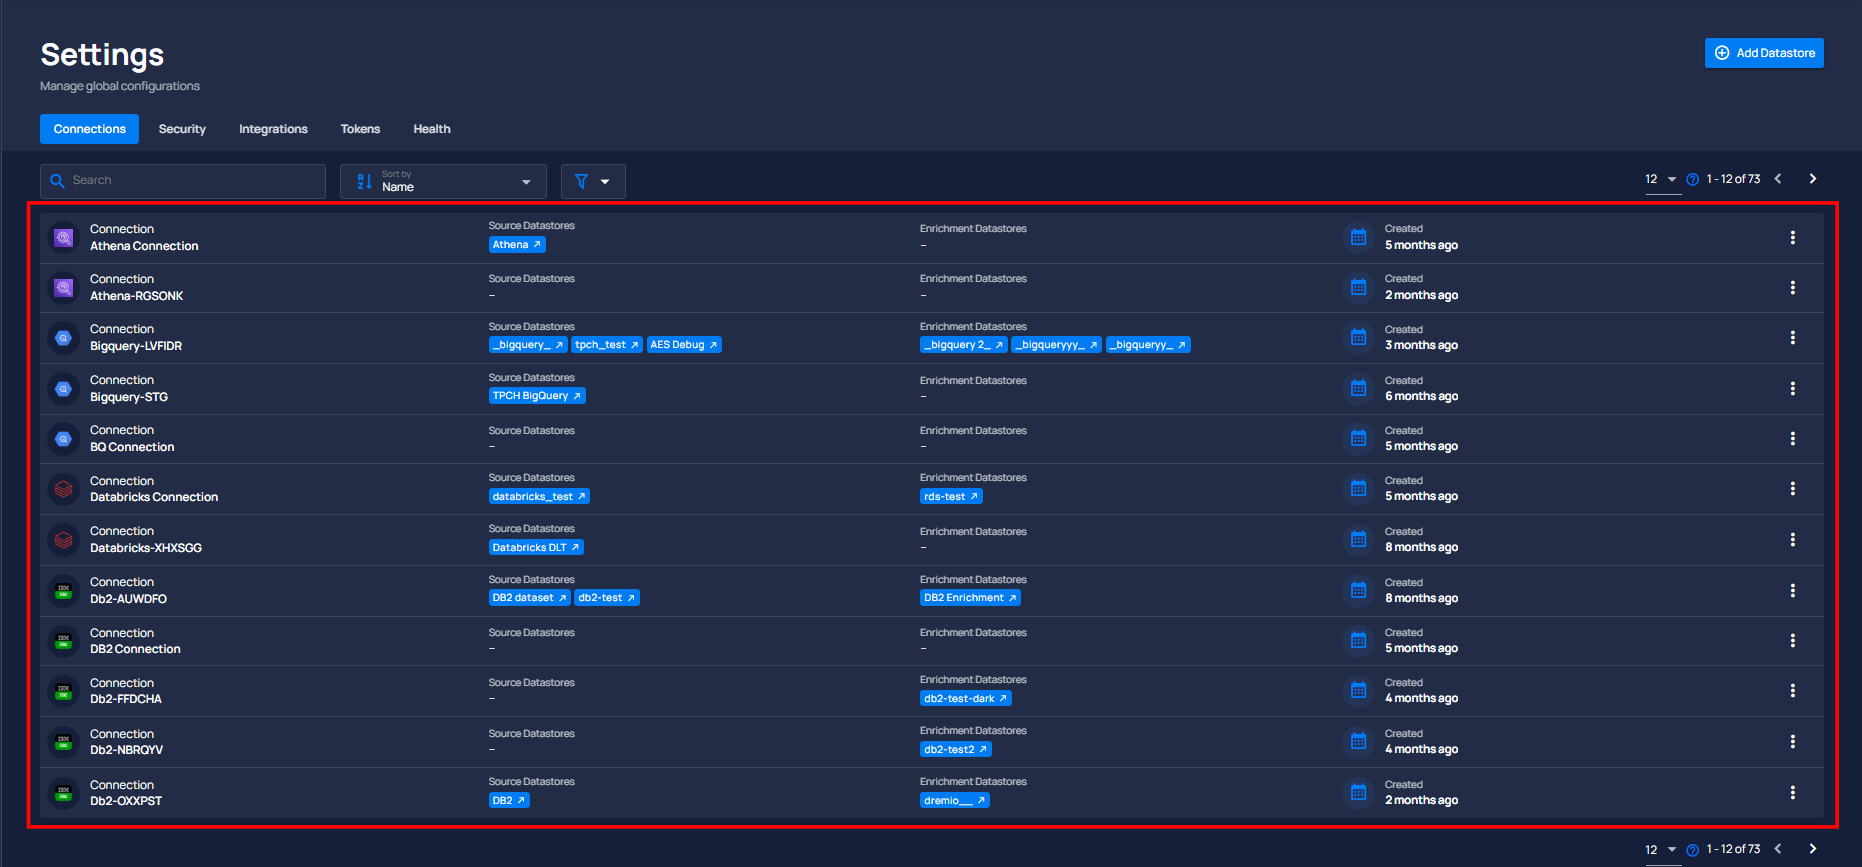 Settings
Add Datastore
Manage global configurations
Connections Security Integrations Tokens Health
Search
Sort by
Name
12 1 - 12 of 73
Connection Source Datastores Enrichment Datastores Created
Athena Connection Athena – 5 months ago
Connection Source Datastores Enrichment Datastores Created
Athena-RGSONK – – 2 months ago
Connection Source Datastores Enrichment Datastores Created
Bigquery-LVFIDR _bigquery_ tpch_test AES Debug _bigquery 2_ _bigqueryyy_ _bigqueryy_ 3 months ago
Connection Source Datastores Enrichment Datastores Created
Bigquery-STG TPCH BigQuery – 6 months ago
Connection Source Datastores Enrichment Datastores Created
BQ Connection – – 5 months ago
Connection Source Datastores Enrichment Datastores Created
Databricks Connection databricks_test rds-test 5 months ago
Connection Source Datastores Enrichment Datastores Created
Databricks-XHXSGG Databricks DLT – 8 months ago
Connection Source Datastores Enrichment Datastores Created
Db2-AUWDFO DB2 dataset db2-test DB2 Enrichment 8 months ago
Connection Source Datastores Enrichment Datastores Created
DB2 Connection – – 5 months ago
Connection Source Datastores Enrichment Datastores Created
Db2-FFDCHA – db2-test-dark 4 months ago
Connection Source Datastores Enrichment Datastores Created
Db2-NBRQYV – db2-test2 4 months ago
Connection Source Datastores Enrichment Datastores Created
Db2-OXXPST DB2 dremio__ 2 months ago
12 1 - 12 of 73